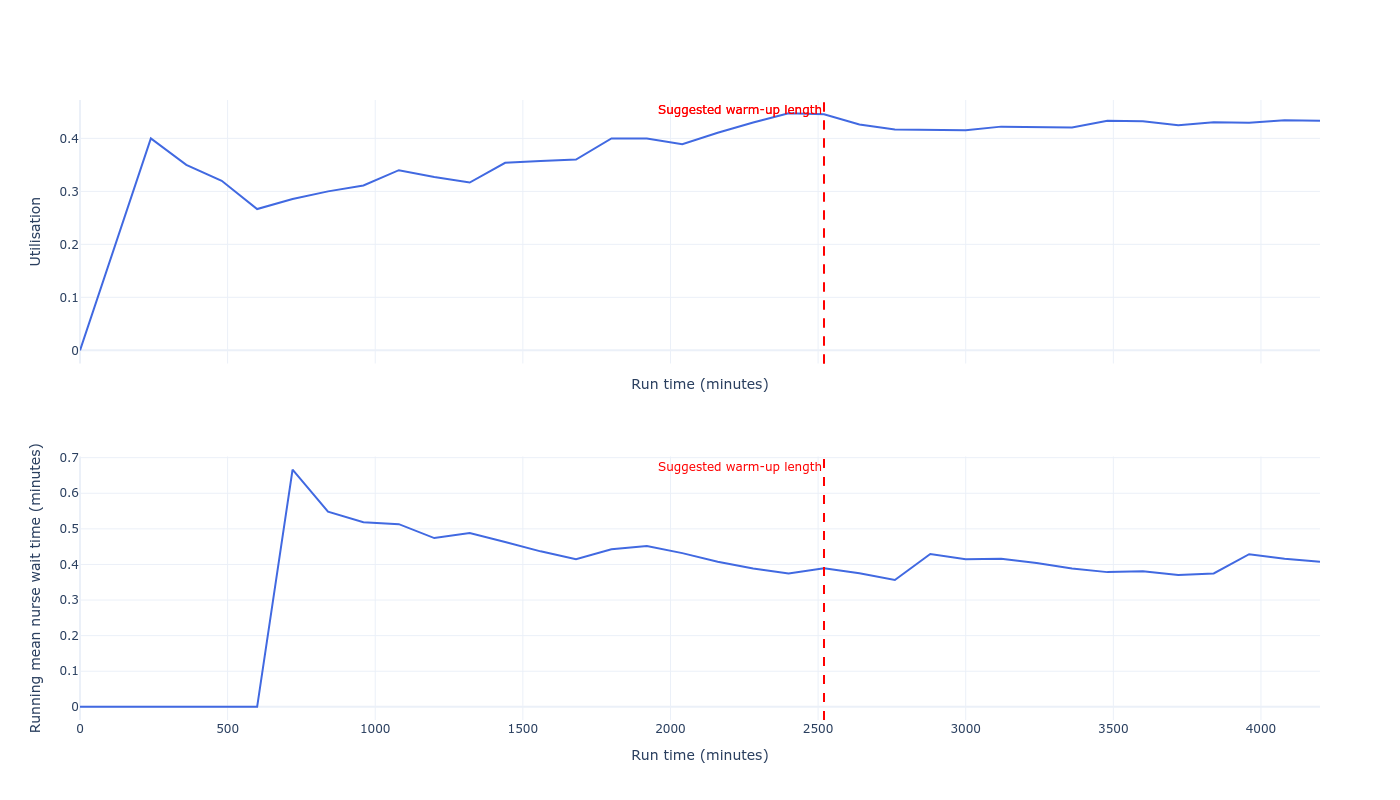 Suggested warm-up length
0.4
0.3
0.2
0.1
0
Utilisation
Run time (minutes)
Suggested warm-up length
0.7
0.6
0.5
0.4
0.3
0.2
0.1
0
Running mean nurse wait time (minutes)
0 500 1000 1500 2000 2500 3000 3500 4000
Run time (minutes)